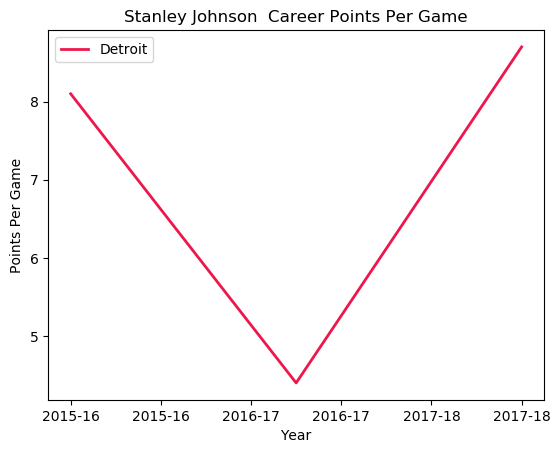 Stanley Johnson  Career Points Per Game
Detroit
Points Per Game
8
7
6
5
2015-16 2015-16 2016-17 2016-17 2017-18 2017-18
Year